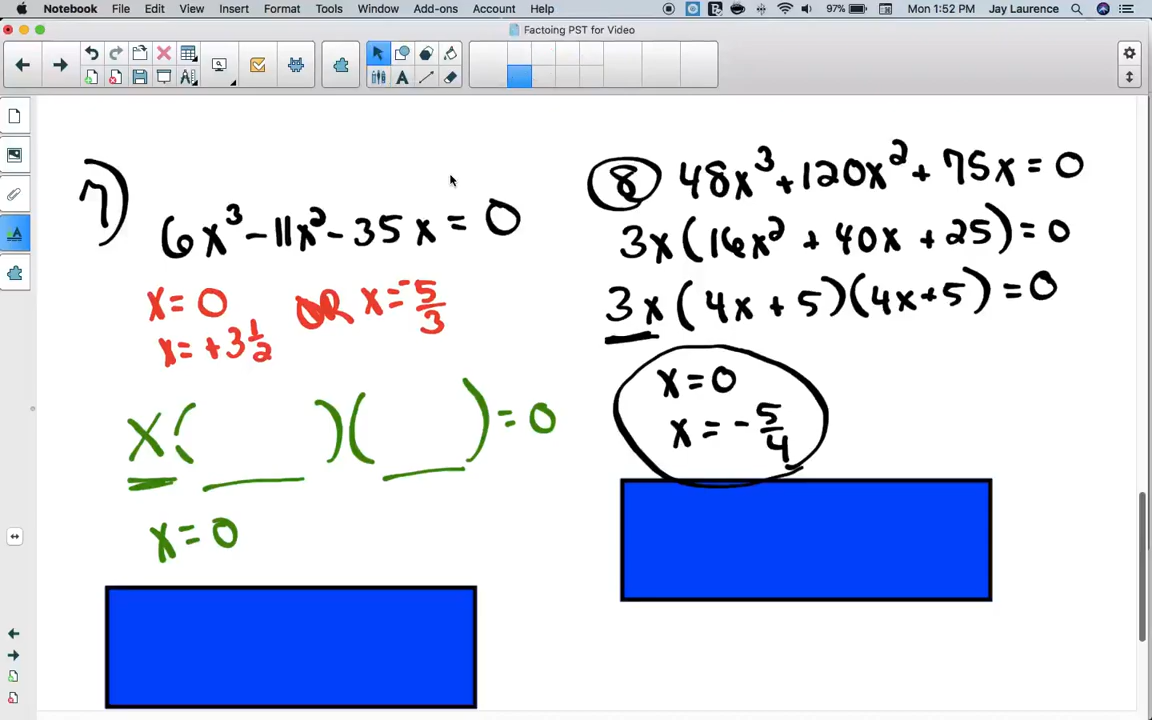 Notebook File Edit View Insert Format Tools Window Add-ons Account Help 97% Mon 1:52 PM Jay Laurence
Factoing PST for Video
7) 6x³ - 11x² - 35x = 0
x = 0 OR x = -5/3
x = +3 1/2
x( )( ) = 0
x = 0
8 48x³ + 120x² + 75x = 0
3x(16x² + 40x + 25) = 0
3x(4x + 5)(4x + 5) = 0
x = 0
x = - 5/4